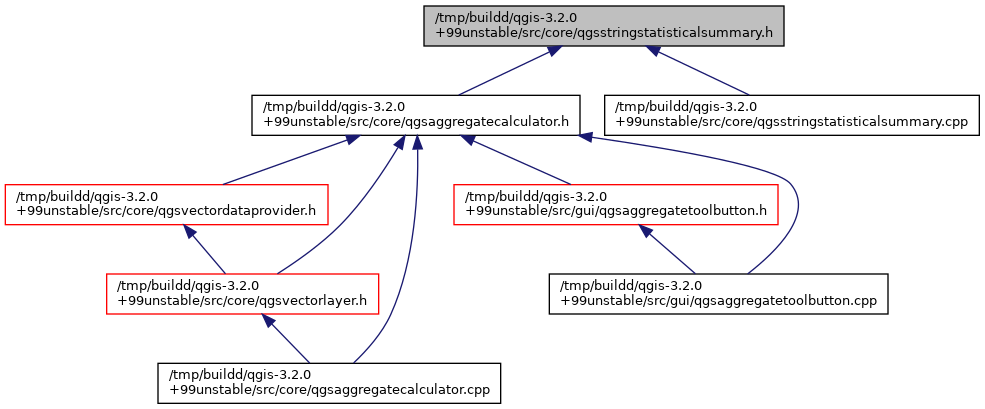 /tmp/buildd/qgis-3.2.0
+99unstable/src/core/qgsstringstatisticalsummary.h
/tmp/buildd/qgis-3.2.0
+99unstable/src/core/qgsaggregatecalculator.h
/tmp/buildd/qgis-3.2.0
+99unstable/src/core/qgsstringstatisticalsummary.cpp
/tmp/buildd/qgis-3.2.0
+99unstable/src/core/qgsvectordataprovider.h
/tmp/buildd/qgis-3.2.0
+99unstable/src/gui/qgsaggregatetoolbutton.h
/tmp/buildd/qgis-3.2.0
+99unstable/src/core/qgsvectorlayer.h
/tmp/buildd/qgis-3.2.0
+99unstable/src/gui/qgsaggregatetoolbutton.cpp
/tmp/buildd/qgis-3.2.0
+99unstable/src/core/qgsaggregatecalculator.cpp